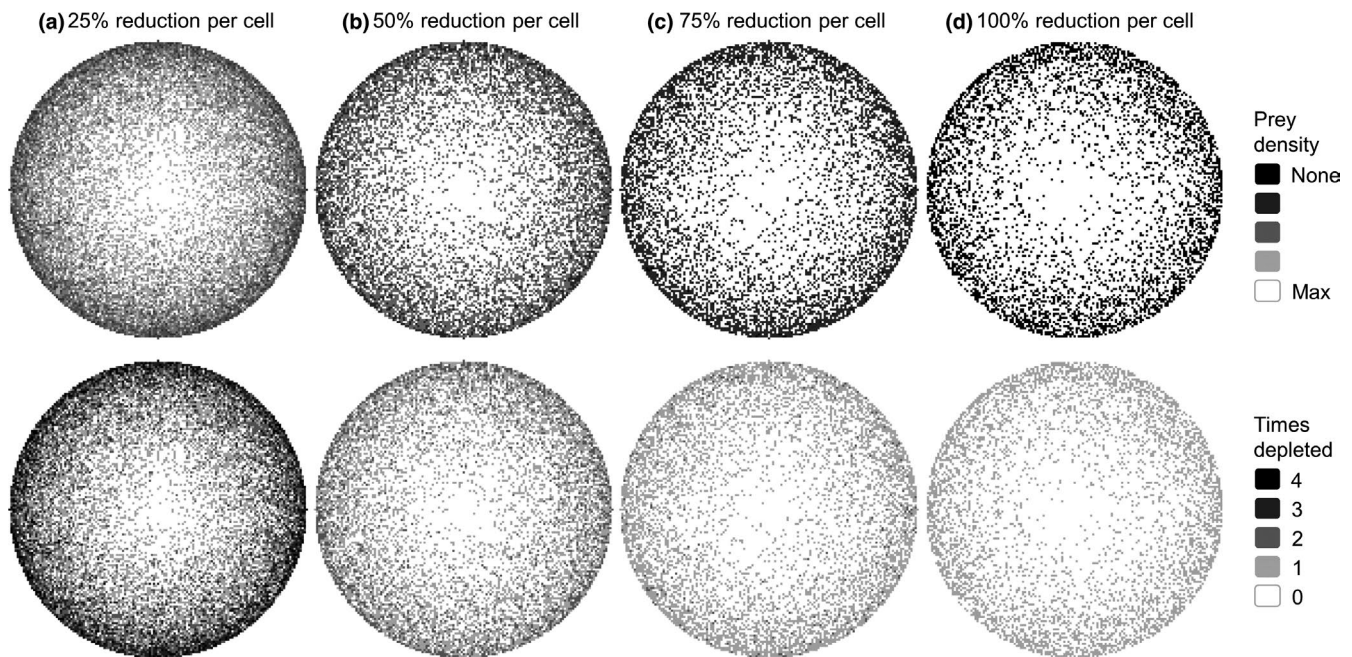 (a) 25% reduction per cell
(b) 50% reduction per cell
(c) 75% reduction per cell
(d) 100% reduction per cell
Prey
density
None
Max
Times
depleted
4
3
2
1
0